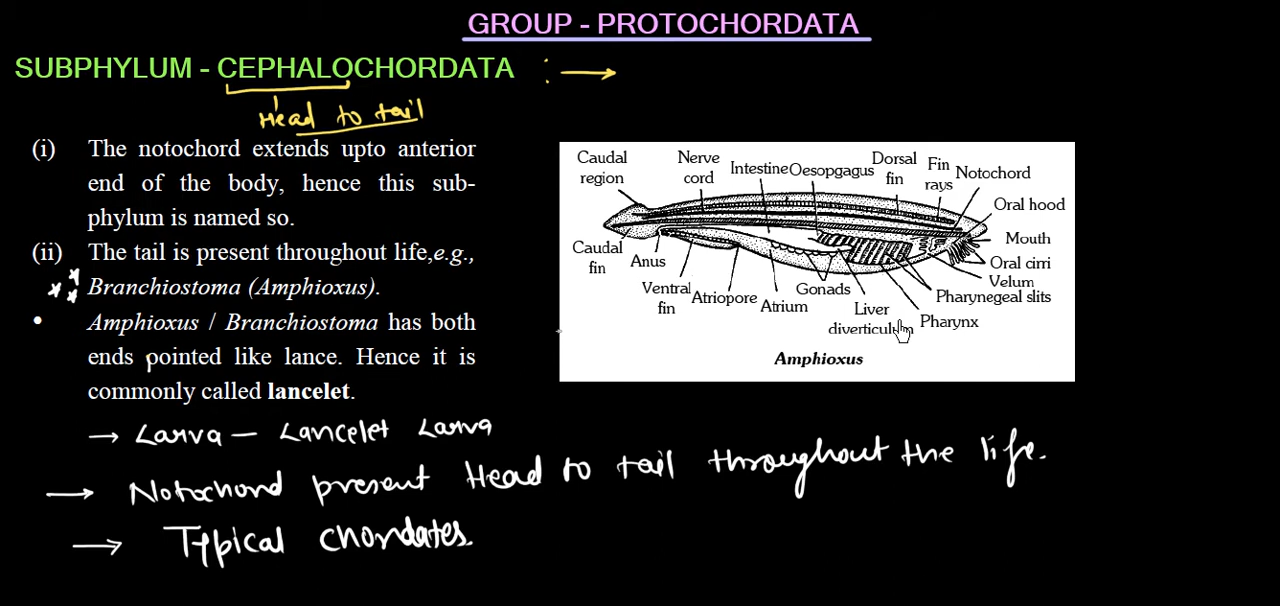 GROUP - PROTOCHORDATA
SUBPHYLUM - CEPHALOCHORDATA :→
Head to tail
(i) The notochord extends upto anterior
end of the body, hence this sub-
phylum is named so.
(ii) The tail is present throughout life, e.g.,
Branchiostoma (Amphioxus).
• Amphioxus / Branchiostoma has both
ends pointed like lance. Hence it is
commonly called lancelet.
→ Larva – Lancelet Larva
→ Notochord present Head to tail throughout the life.
→ Typical chordates.
Caudal
region
Nerve
cord
Intestine
Oesopgagus
Dorsal
fin
Fin
rays
Notochord
Oral hood
Mouth
Oral cirri
Velum
Pharynegeal slits
Pharynx
Liver
diverticulum
Gonads
Atrium
Atriopore
Ventral
fin
Anus
Caudal
fin
Amphioxus